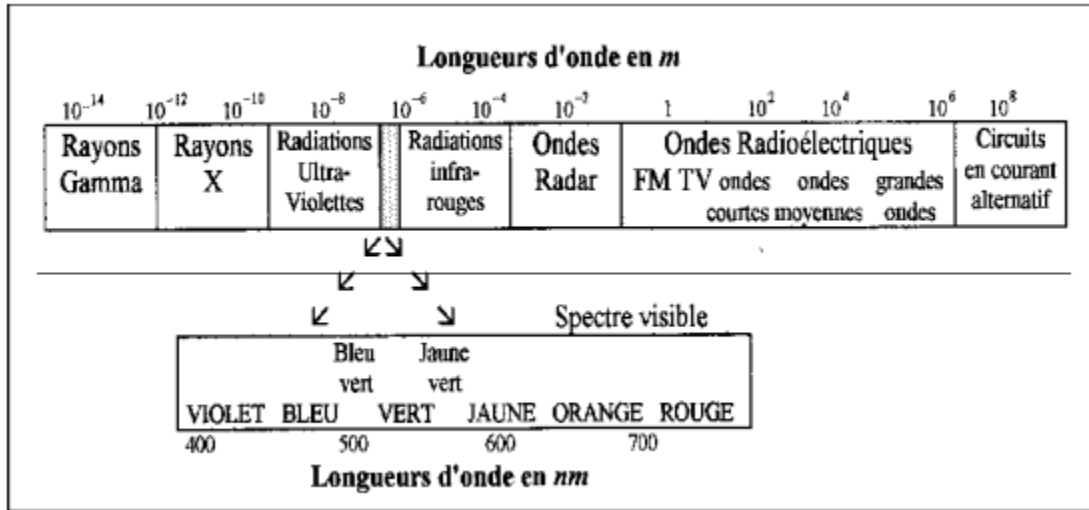 Longueurs d'onde en m
10⁻¹⁴ 10⁻¹² 10⁻¹⁰ 10⁻⁸ 10⁻⁶ 10⁻⁴ 10⁻² 1 10² 10⁴ 10⁶ 10⁸
Rayons Gamma
Rayons X
Radiations Ultra-
Violettes
Radiations infra-
rouges
Ondes Radar
Ondes Radioélectriques
FM TV ondes ondes grandes
courtes moyennes ondes
Circuits en courant alternatif
Spectre visible
Bleu Jaune
vert vert
VIOLET BLEU VERT JAUNE ORANGE ROUGE
400 500 600 700
Longueurs d'onde en nm